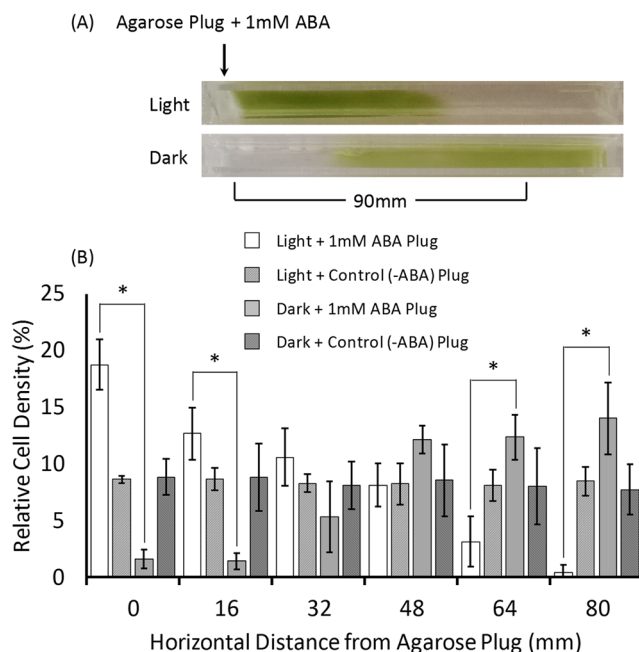 (A) Agarose Plug + 1mM ABA
Light
Dark
90mm
(B)
Light + 1mM ABA Plug
Light + Control (-ABA) Plug
Dark + 1mM ABA Plug
Dark + Control (-ABA) Plug
Relative Cell Density (%)
25
20
15
10
5
0
* * * *
0 16 32 48 64 80
Horizontal Distance from Agarose Plug (mm)